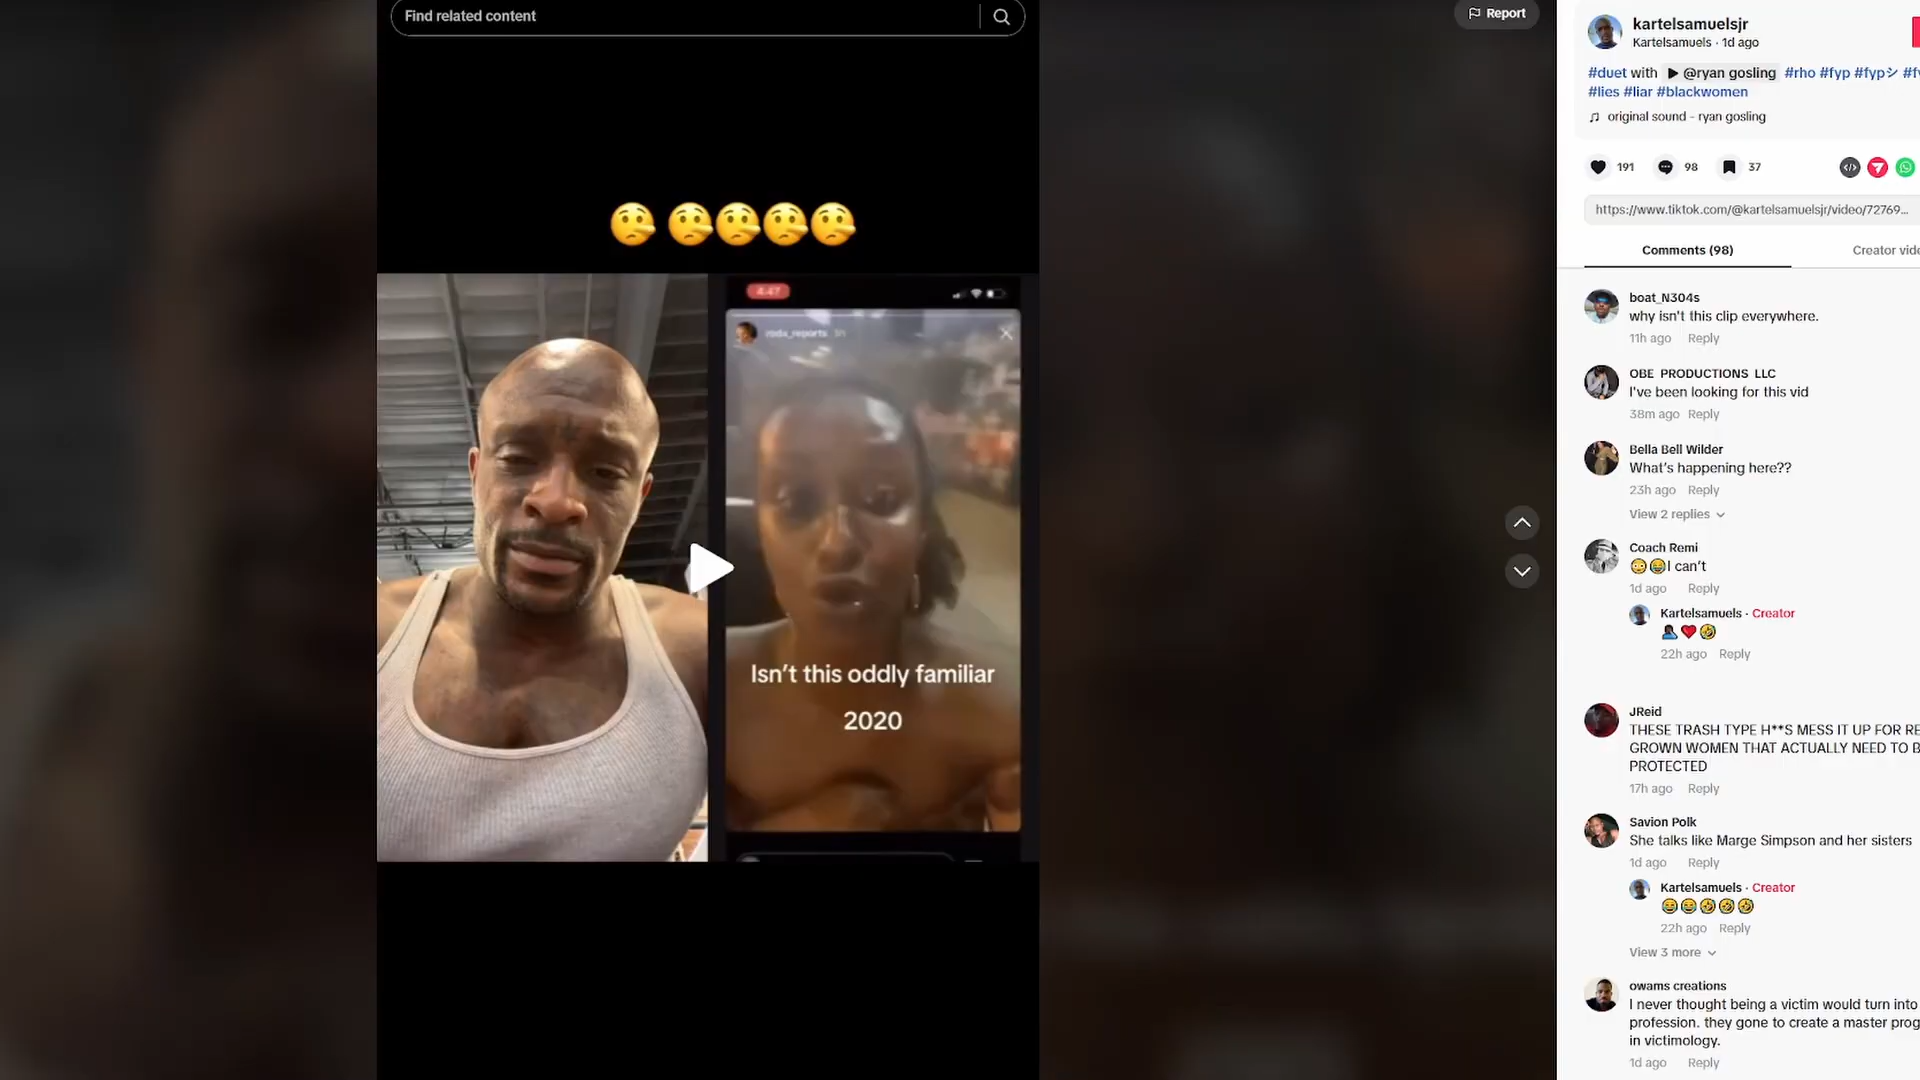 Find related content
Report
4:47
isn't this oddly familiar
2020
kartelsamuelsjr
Kartelsamuels · 1d ago
#duet with ▶ @ryan gosling #rho #fyp #fypシ
#lies #liar #blackwomen
original sound - ryan gosling
191
98
37
https://www.tiktok.com/@kartelsamuelsjr/video/72769...
Comments (98)
Creator
boat_N304s
why isn't this clip everywhere.
11h ago Reply
OBE PRODUCTIONS LLC
I've been looking for this vid
38m ago Reply
Bella Bell Wilder
What's happening here??
23h ago Reply
View 2 replies
Coach Remi
😳😂I can't
1d ago Reply
Kartelsamuels · Creator
22h ago Reply
JReid
THESE TRASH TYPE H**S MESS IT UP FOR
GROWN WOMEN THAT ACTUALLY NEED TO
PROTECTED
17h ago Reply
Savion Polk
She talks like Marge Simpson and her sisters
1d ago Reply
Kartelsamuels · Creator
😂😂🤣🤣🤣
22h ago Reply
View 3 more
owams creations
I never thought being a victim would turn into
profession. they gone to create a master
in victimology.
1d ago Reply